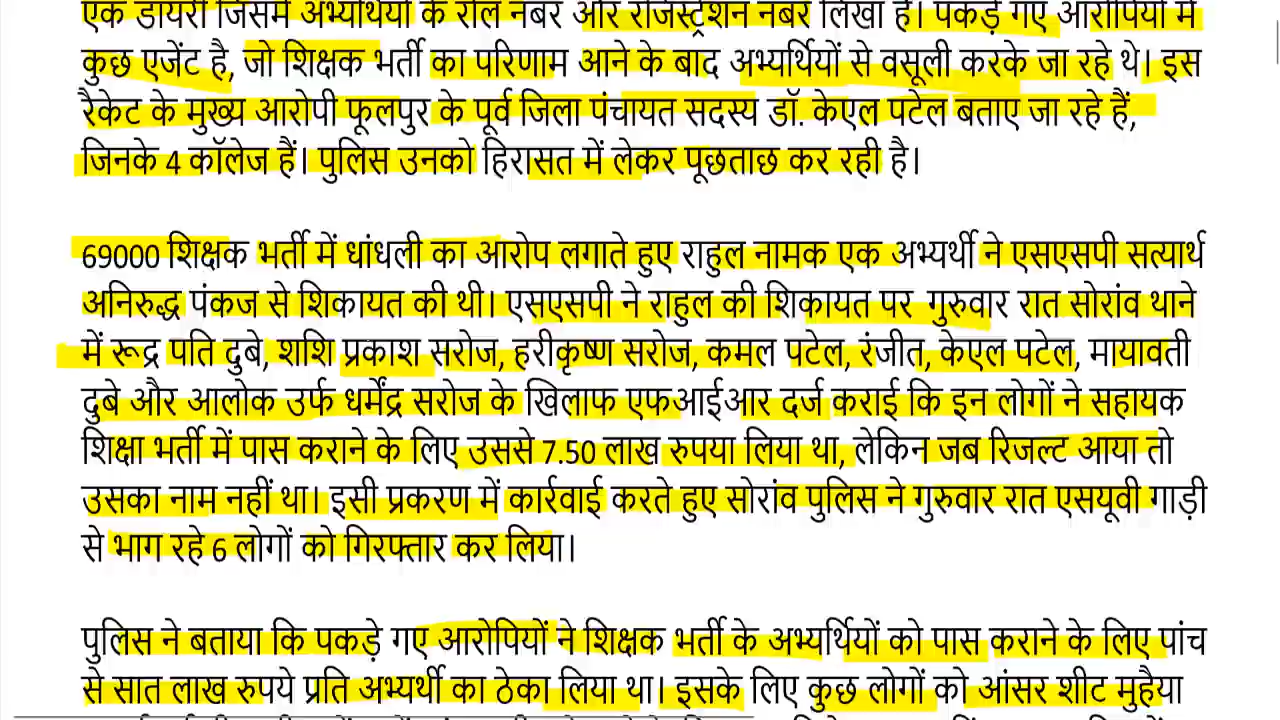 एक डायरी जिसमें अभ्यर्थियों के रोल नंबर और रजिस्ट्रेशन नंबर लिखा है। पकड़े गए आरोपियों में
कुछ एजेंट है, जो शिक्षक भर्ती का परिणाम आने के बाद अभ्यर्थियों से वसूली करके जा रहे थे। इस
रैकेट के मुख्य आरोपी फूलपुर के पूर्व जिला पंचायत सदस्य डॉ. केएल पटेल बताए जा रहे हैं,
जिनके 4 कॉलेज हैं। पुलिस उनको हिरासत में लेकर पूछताछ कर रही है।
69000 शिक्षक भर्ती में धांधली का आरोप लगाते हुए राहुल नामक एक अभ्यर्थी ने एसएसपी सत्यार्थ
अनिरुद्ध पंकज से शिकायत की थी। एसएसपी ने राहुल की शिकायत पर गुरुवार रात सोरांव थाने
में रूद्र पति दुबे, शशि प्रकाश सरोज, हरीकृष्ण सरोज, कमल पटेल, रंजीत, केएल पटेल, मायावती
दुबे और आलोक उर्फ धर्मेंद्र सरोज के खिलाफ एफआईआर दर्ज कराई कि इन लोगों ने सहायक
शिक्षा भर्ती में पास कराने के लिए उससे 7.50 लाख रुपया लिया था, लेकिन जब रिजल्ट आया तो
उसका नाम नहीं था। इसी प्रकरण में कार्रवाई करते हुए सोरांव पुलिस ने गुरुवार रात एसयूवी गाड़ी
से भाग रहे 6 लोगों को गिरफ्तार कर लिया।
पुलिस ने बताया कि पकड़े गए आरोपियों ने शिक्षक भर्ती के अभ्यर्थियों को पास कराने के लिए पांच
से सात लाख रुपये प्रति अभ्यर्थी का ठेका लिया था। इसके लिए कुछ लोगों को आंसर शीट मुहैया